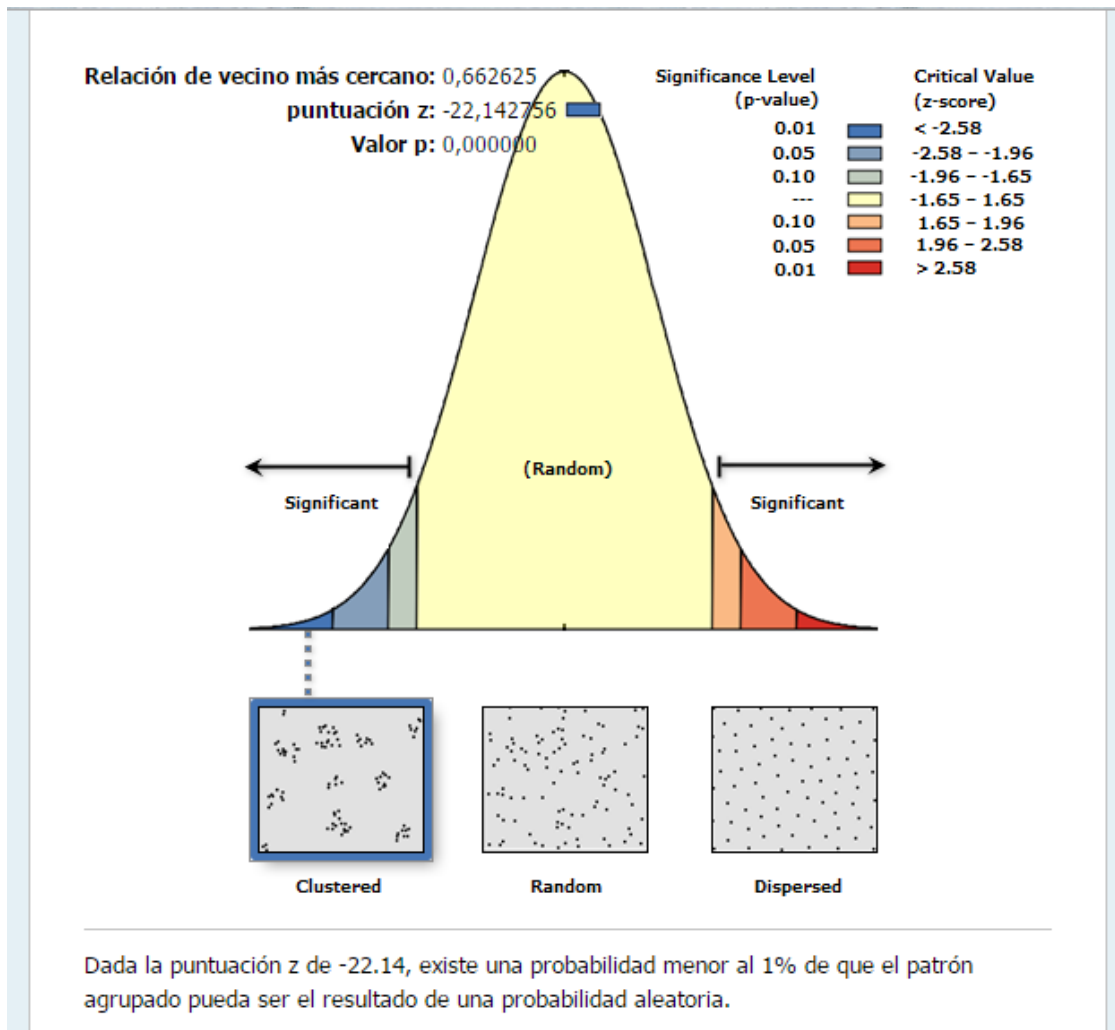 Relación de vecino más cercano: 0,662625
puntuación z: -22,142756
Valor p: 0,000000
Significance Level
(p-value)
Critical Value
(z-score)
0.01 < -2.58
0.05 -2.58 – -1.96
0.10 -1.96 – -1.65
--- -1.65 – 1.65
0.10 1.65 – 1.96
0.05 1.96 – 2.58
0.01 > 2.58
(Random)
Significant
Significant
Clustered
Random
Dispersed
Dada la puntuación z de -22.14, existe una probabilidad menor al 1% de que el patrón
agrupado pueda ser el resultado de una probabilidad aleatoria.